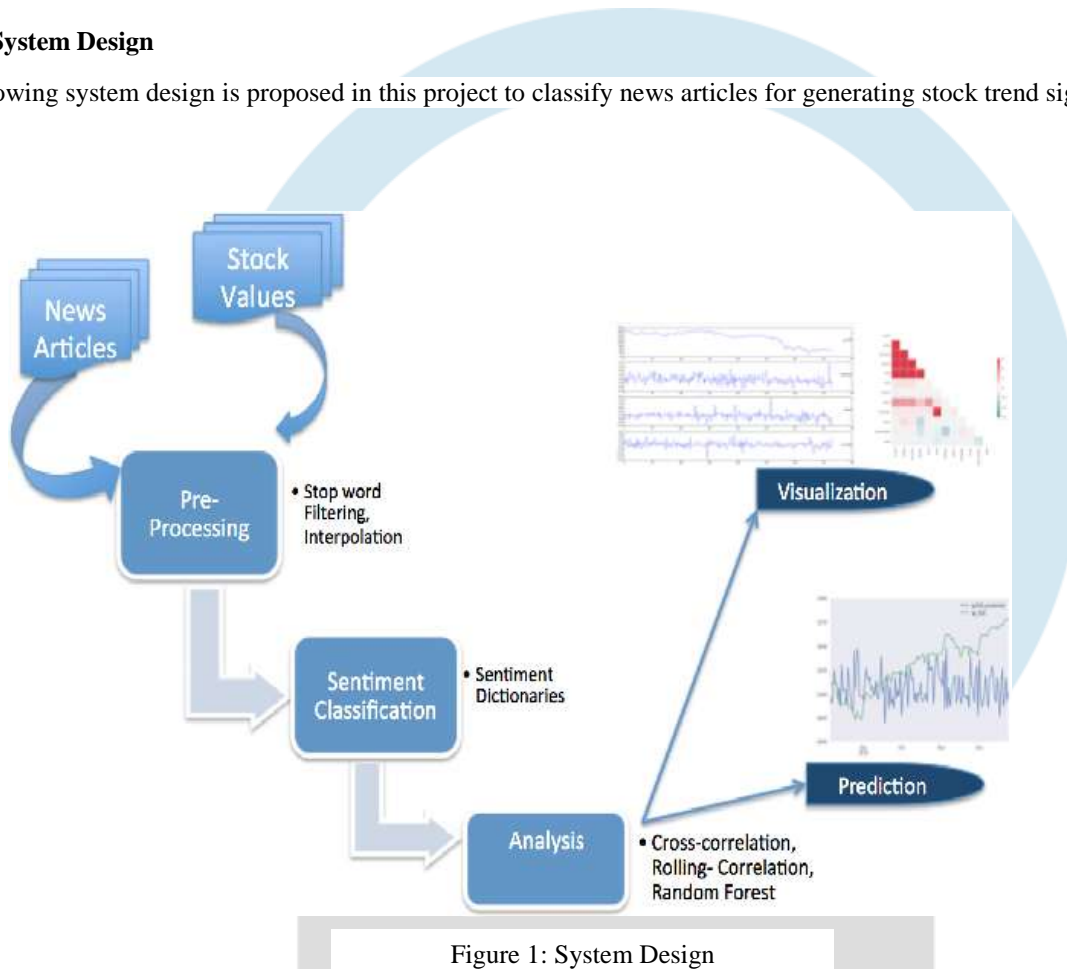 System Design
owing system design is proposed in this project to classify news articles for generating stock trend sig
Stock
Values
News
Articles
Pre-
Processing
• Stop word
Filtering,
Interpolation
Visualization
Sentiment
Classification
• Sentiment
Dictionaries
Prediction
Analysis
• Cross-correlation,
Rolling- Correlation,
Random Forest
Figure 1: System Design